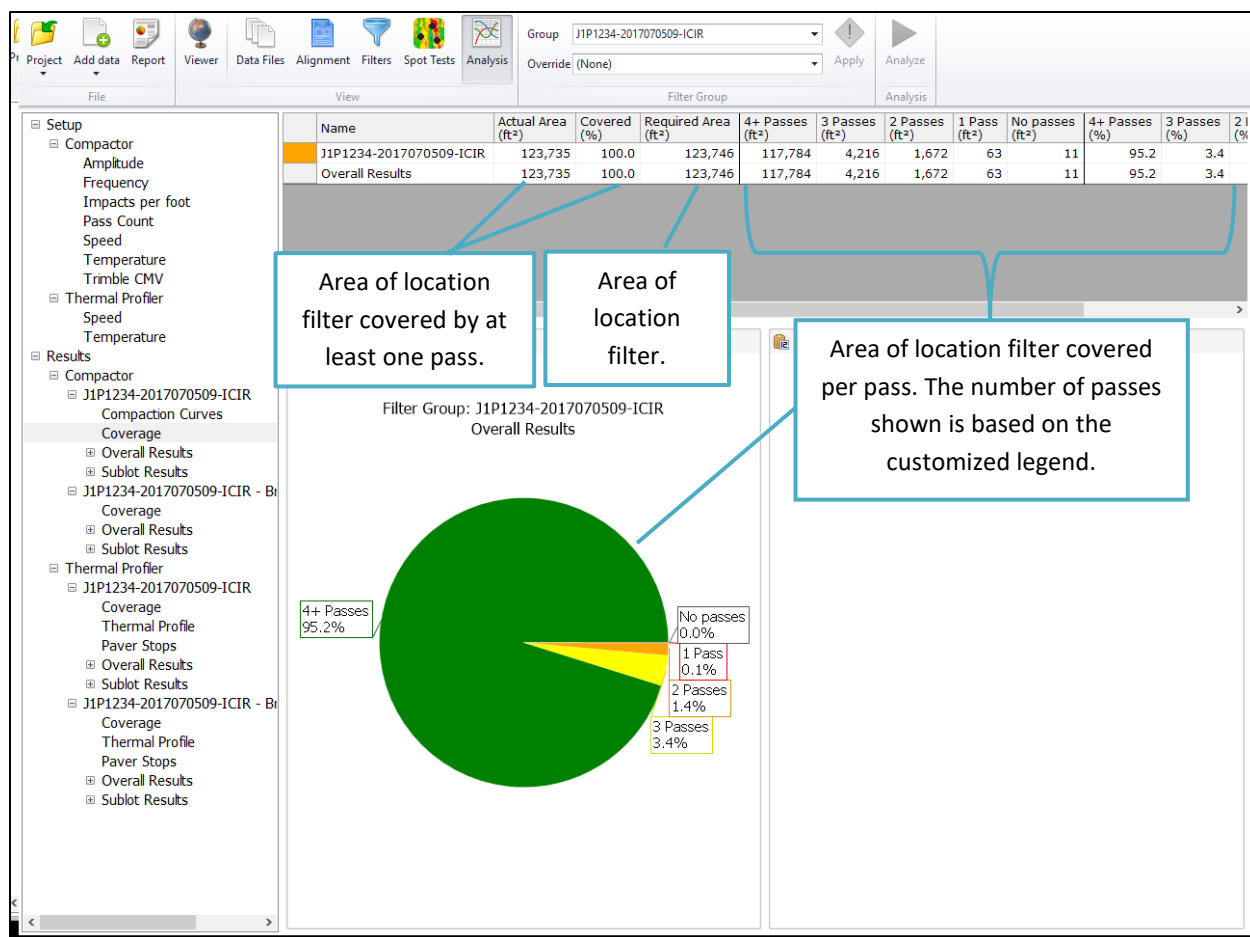 Project Add data Report Viewer Data Files Alignment Filters Spot Tests Analysis
Group J1P1234-2017070509-ICIR
Override (None)
Apply Analyze
File View Filter Group Analysis
Setup
Compactor
Amplitude
Frequency
Impacts per foot
Pass Count
Speed
Temperature
Trimble CMV
Thermal Profiler
Speed
Temperature
Results
Compactor
J1P1234-2017070509-ICIR
Compaction Curves
Coverage
Overall Results
Sublot Results
J1P1234-2017070509-ICIR - Br
Coverage
Overall Results
Sublot Results
Thermal Profiler
J1P1234-2017070509-ICIR
Coverage
Thermal Profile
Paver Stops
Overall Results
Sublot Results
J1P1234-2017070509-ICIR - Br
Coverage
Thermal Profile
Paver Stops
Overall Results
Sublot Results
Name Actual Area (ft²) Covered (%) Required Area (ft²) 4+ Passes (ft²) 3 Passes (ft²) 2 Passes (ft²) 1 Pass (ft²) No passes (ft²) 4+ Passes (%) 3 Passes (%)
J1P1234-2017070509-ICIR 123,735 100.0 123,746 117,784 4,216 1,672 63 11 95.2 3.4
Overall Results 123,735 100.0 123,746 117,784 4,216 1,672 63 11 95.2 3.4
Area of location
filter covered by at
least one pass.
Area of
location
filter.
Area of location filter covered
per pass. The number of passes
shown is based on the
customized legend.
Filter Group: J1P1234-2017070509-ICIR
Overall Results
4+ Passes
95.2%
No passes
0.0%
1 Pass
0.1%
2 Passes
1.4%
3 Passes
3.4%